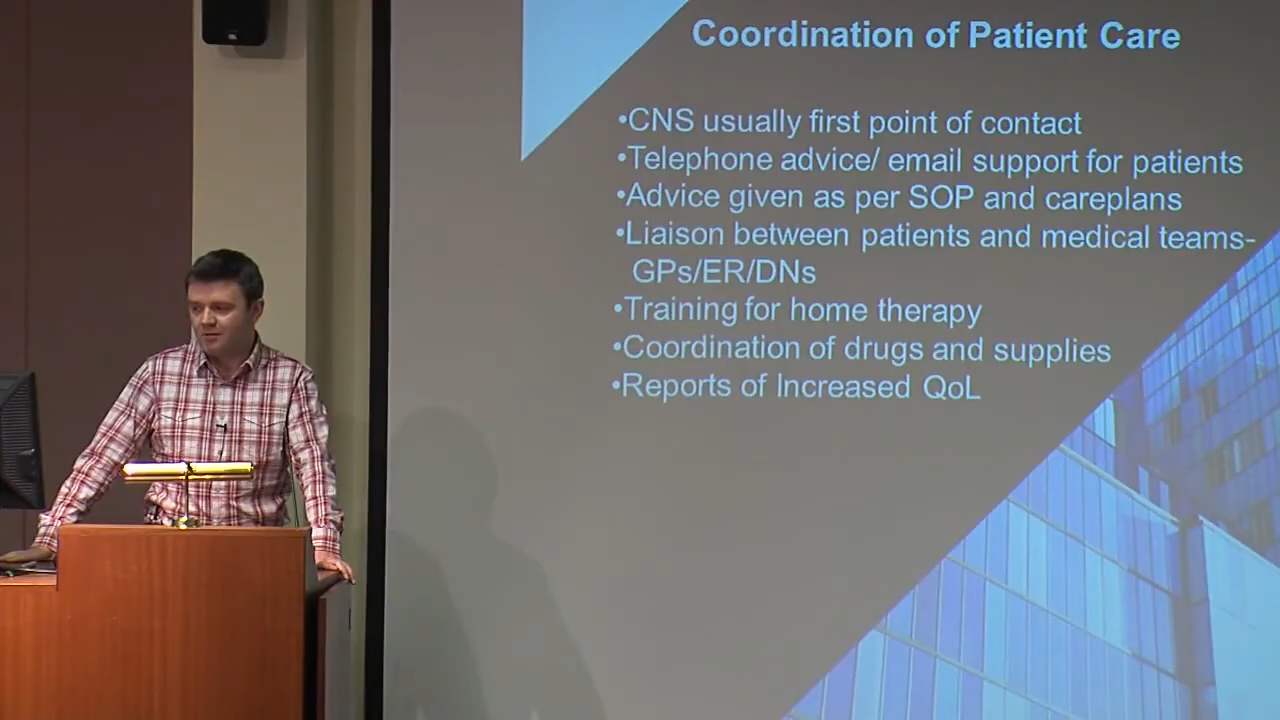 Coordination of Patient Care
•CNS usually first point of contact
•Telephone advice/ email support for patients
•Advice given as per SOP and careplans
•Liaison between patients and medical teams-
GPs/ER/DNs
•Training for home therapy
•Coordination of drugs and supplies
•Reports of Increased QoL